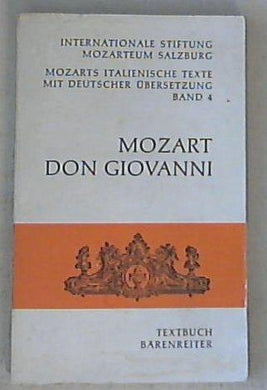 INTERNATIONALE STIFTUNG
MOZARTEUM SALZBURG
MOZARTS ITALIENISCHE TEXTE
MIT DEUTSCHER ÜBERSETZUNG
BAND 4
MOZART
DON GIOVANNI
TEXTBUCH
BÄRENREITER